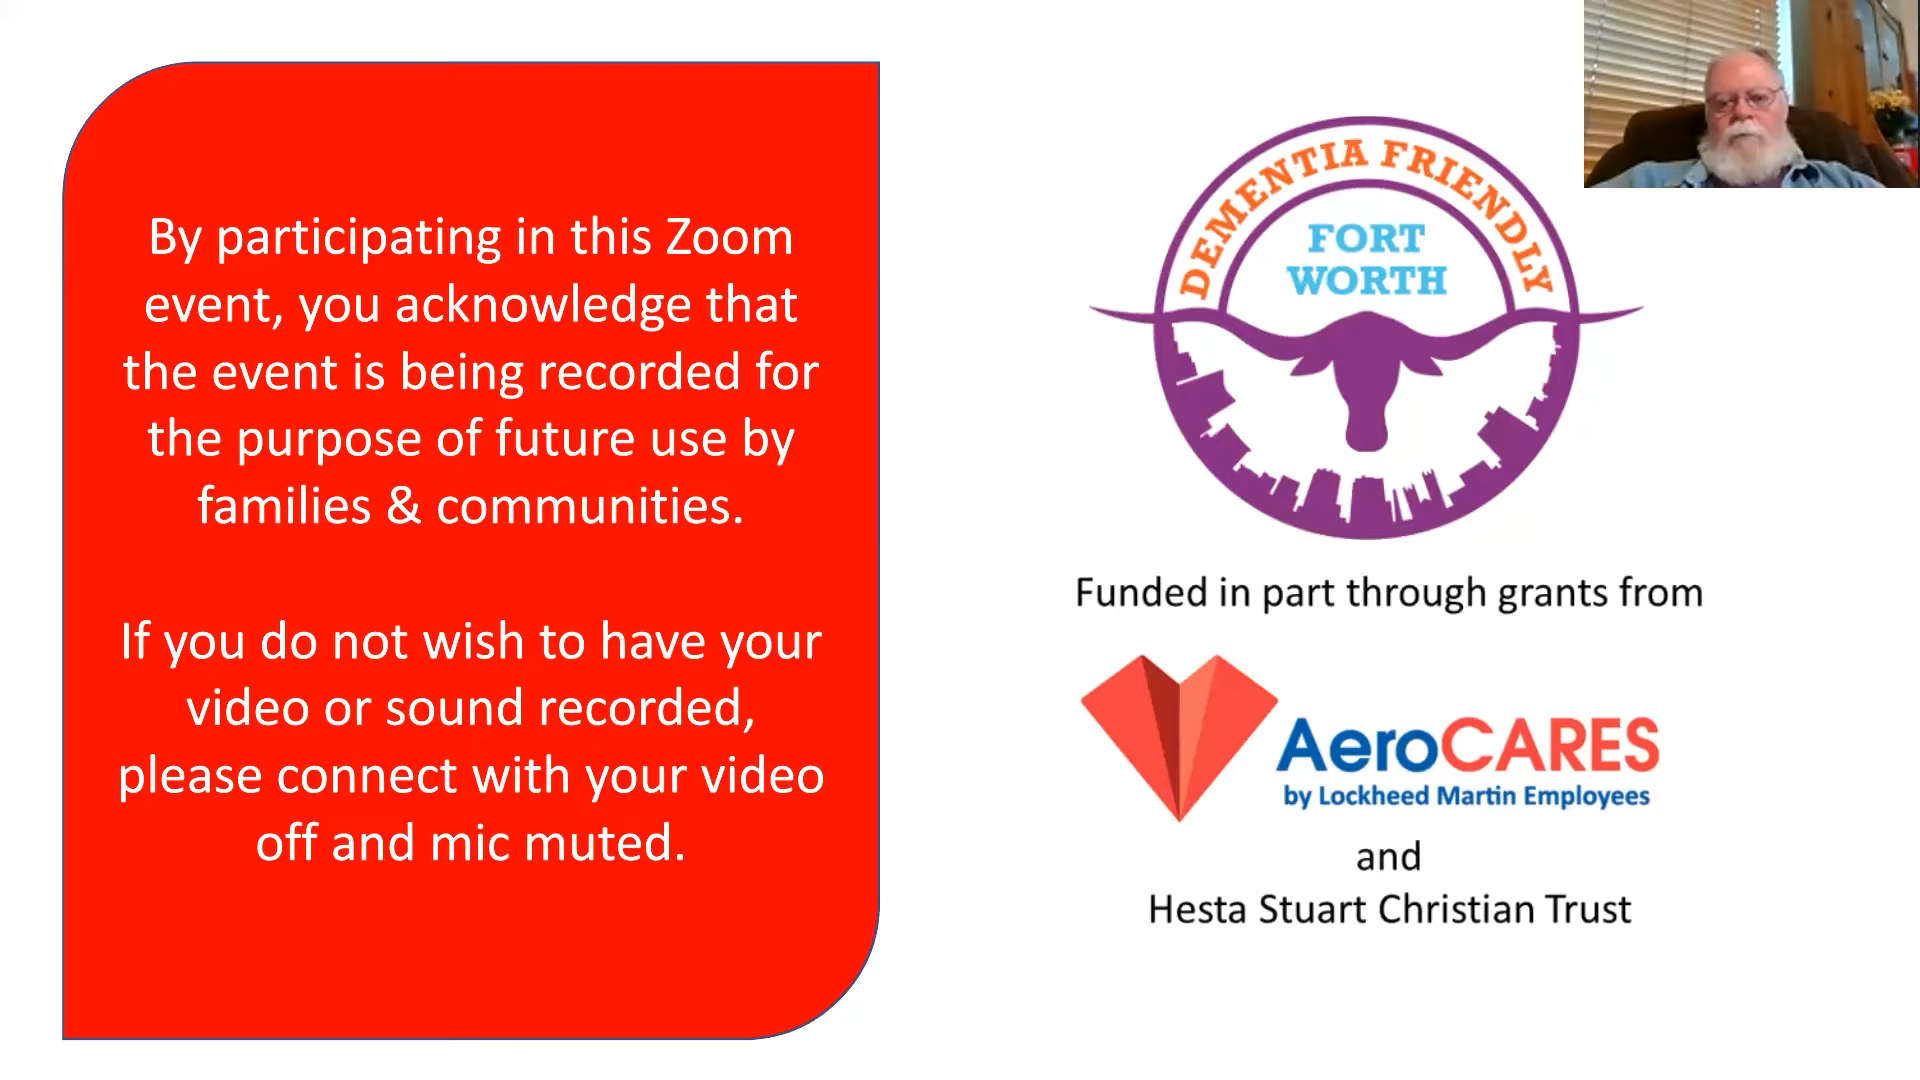 By participating in this Zoom
event, you acknowledge that
the event is being recorded for
the purpose of future use by
families & communities.
If you do not wish to have your
video or sound recorded,
please connect with your video
off and mic muted.
DEMENTIA FRIENDLY
FORT
WORTH
Funded in part through grants from
AeroCARES
by Lockheed Martin Employees
and
Hesta Stuart Christian Trust